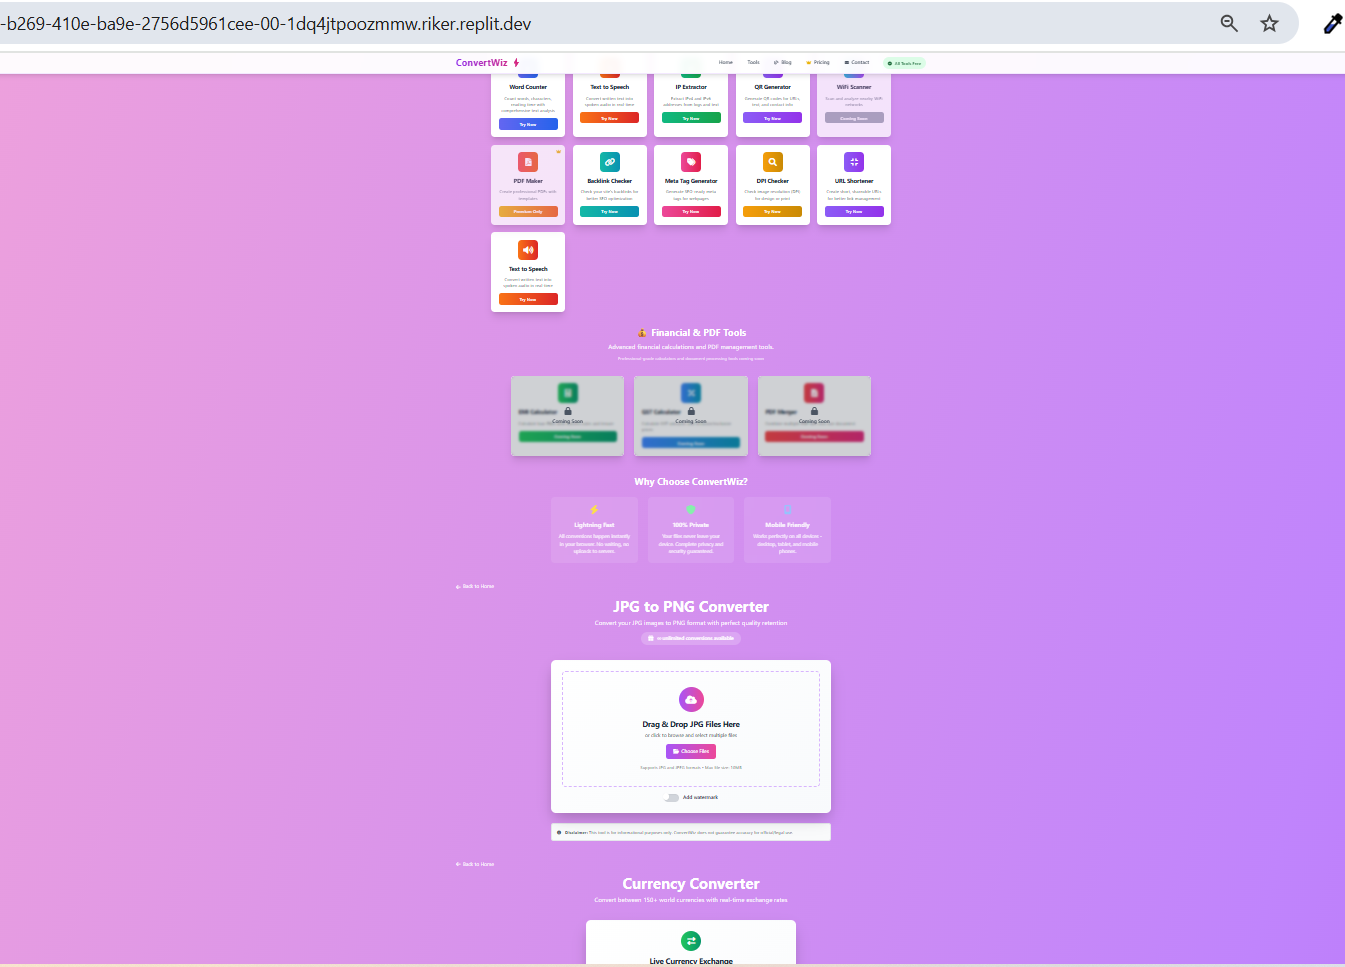 -b269-410e-ba9e-2756d5961cee-00-1dq4jtpoozmmw.riker.replit.dev
ConvertWiz
Home
Tools
Blog
Pricing
Contact
All Tools Free
Word Counter
Text to Speech
IP Extractor
QR Generator
WiFi Scanner
Count words, characters,
reading time with
comprehensive text analysis
Convert written text into
spoken audio in real time
Extract IPv4 and IPv6
addresses from logs and text
Generate QR codes for URLs,
text, and contact info
Scan and analyze nearby WiFi
networks
Try Now
Try Now
Try Now
Try Now
Coming Soon
PDF Maker
Backlink Checker
Meta Tag Generator
DPI Checker
URL Shortener
Create professional PDFs with
templates
Check your site's backlinks for
better SEO optimization
Generate SEO ready meta
tags for webpages
Check image resolution (DPI)
for design or print
Create short, shareable URLs
for better link management
Premium Only
Try Now
Try Now
Try Now
Try Now
Text to Speech
Convert written text into
spoken audio in real time
Try Now
Financial & PDF Tools
Advanced financial calculations and PDF management tools.
Professional-grade calculators and document processing tools coming soon
Calculator
Coming Soon
Coming Soon
GST Calculator
Coming Soon
Coming Soon
PDF Merger
Coming Soon
Coming Soon
Why Choose ConvertWiz?
Lightning Fast
All conversions happen instantly
in your browser. No waiting, no
uploads to servers.
100% Private
Your files never leave your
device. Complete privacy and
security guaranteed.
Mobile Friendly
Works perfectly on all devices -
desktop, tablet, and mobile
phones.
Back to Home
JPG to PNG Converter
Convert your JPG images to PNG format with perfect quality retention
unlimited conversions available
Drag & Drop JPG Files Here
or click to browse and select multiple files
Choose Files
Supports JPG and JPEG formats • Max file size: 10MB
Add watermark
Disclaimer: This tool is for informational purposes only. ConvertWiz does not guarantee accuracy for official/legal use.
Back to Home
Currency Converter
Convert between 150+ world currencies with real-time exchange rates
Live Currency Exchange